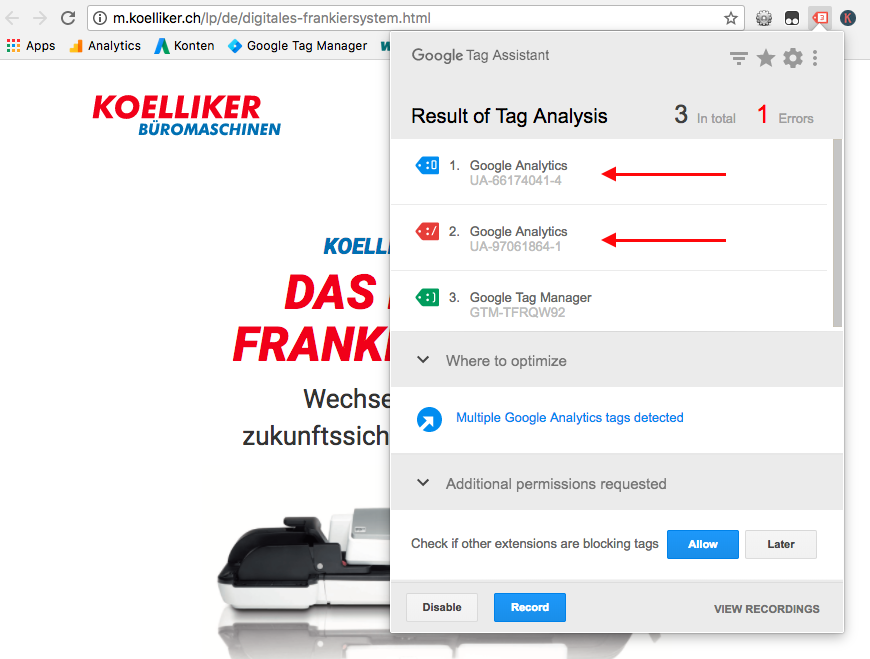 m.koelliker.ch/lp/de/digitales-frankiersystem.html
3
K
Apps
Analytics
Konten
Google Tag Manager
KOELLIKER
BÜROMASCHINEN
KOELL
DAS
FRANK
Wechse
zukunftssich
Google Tag Assistant
Result of Tag Analysis
3 In total
1 Errors
1. Google Analytics
UA-66174041-4
2. Google Analytics
UA-97061864-1
3. Google Tag Manager
GTM-TFRQW92
Where to optimize
Multiple Google Analytics tags detected
Additional permissions requested
Check if other extensions are blocking tags
Allow
Later
Disable
Record
VIEW RECORDINGS